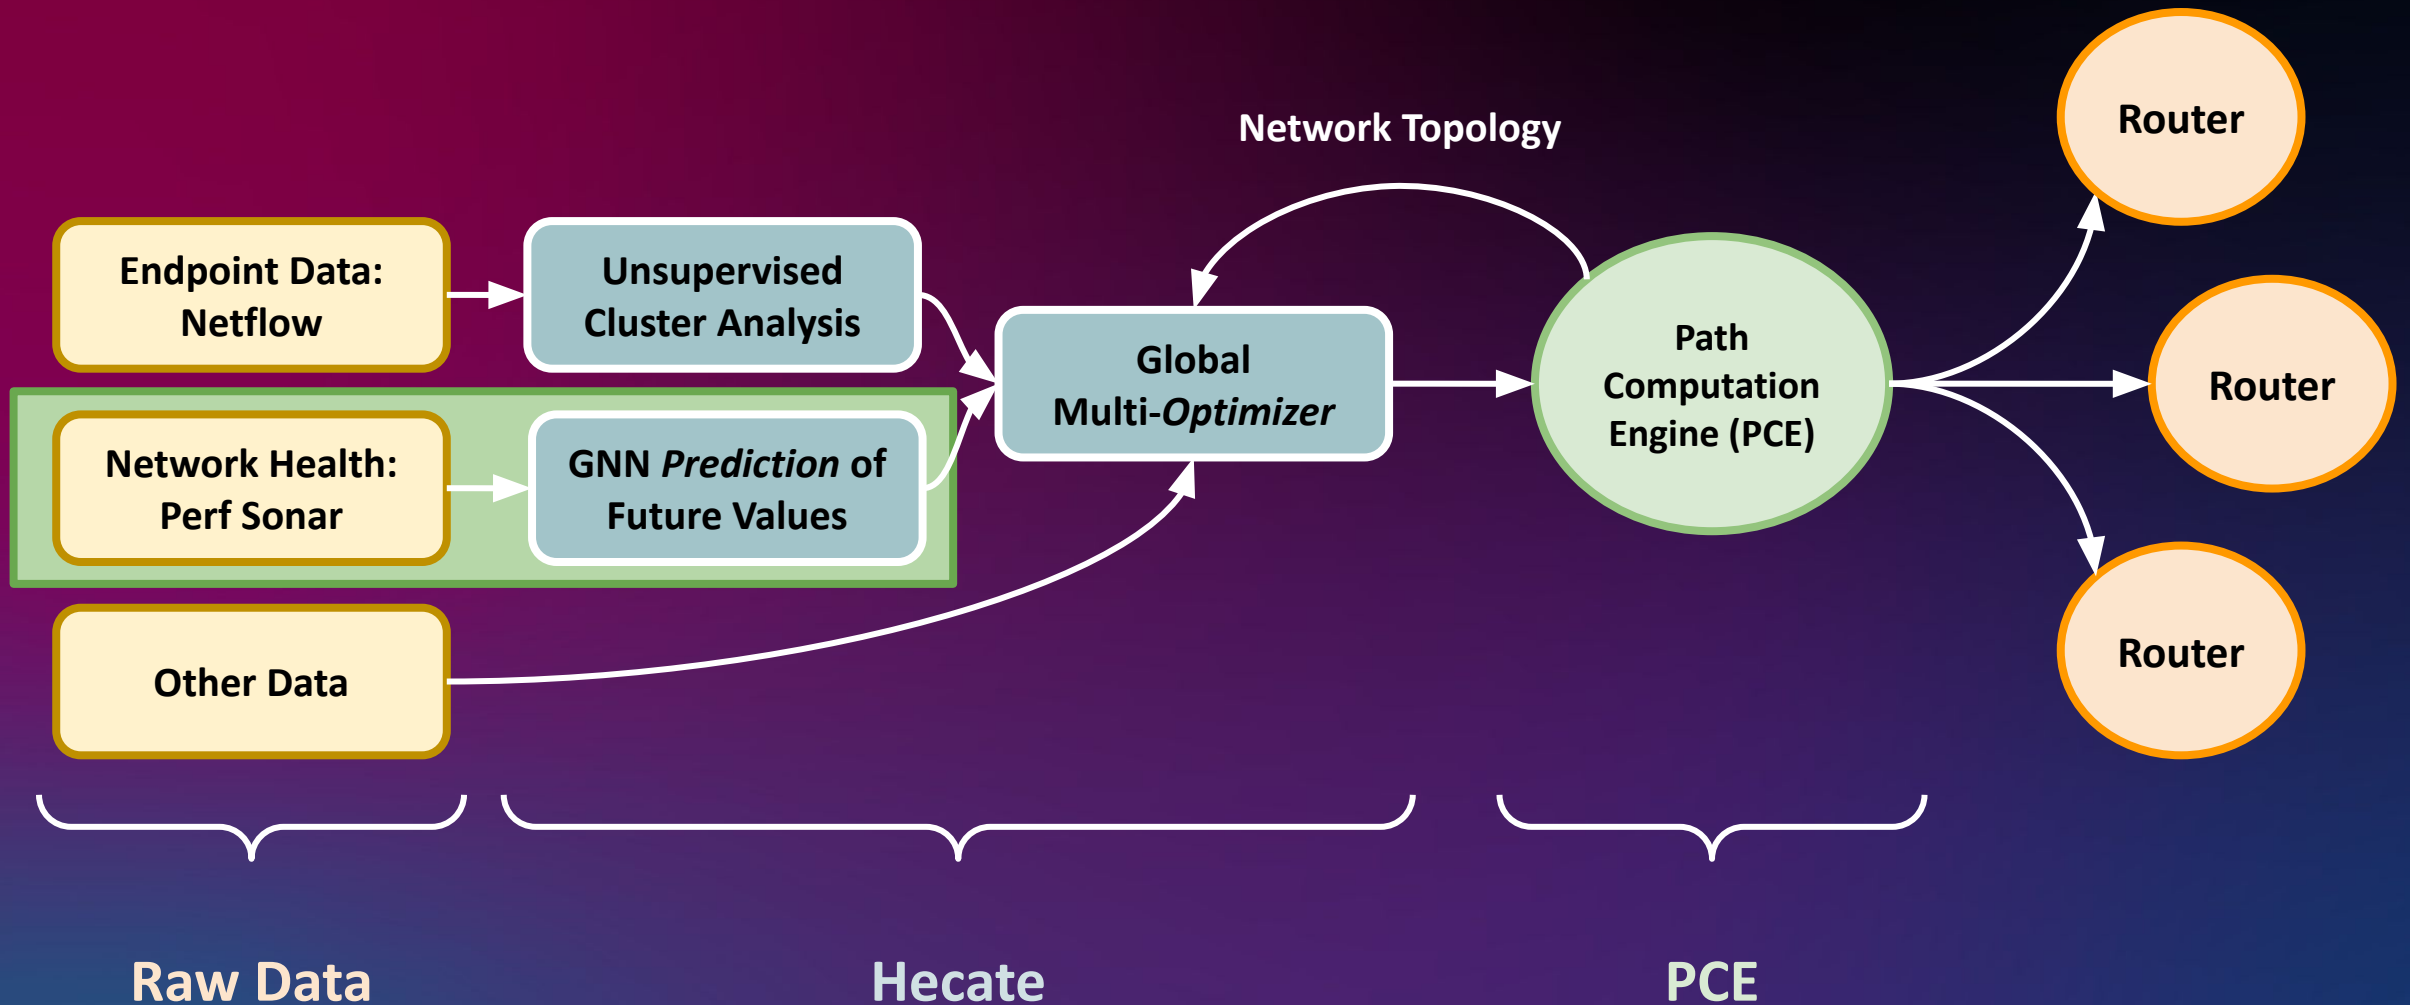 Network Topology
Router
Endpoint Data:
Netflow
Unsupervised
Cluster Analysis
Global
Multi-Optimizer
Path
Computation
Engine (PCE)
Router
Network Health:
Perf Sonar
GNN Prediction of
Future Values
Other Data
Router
Raw Data
Hecate
PCE